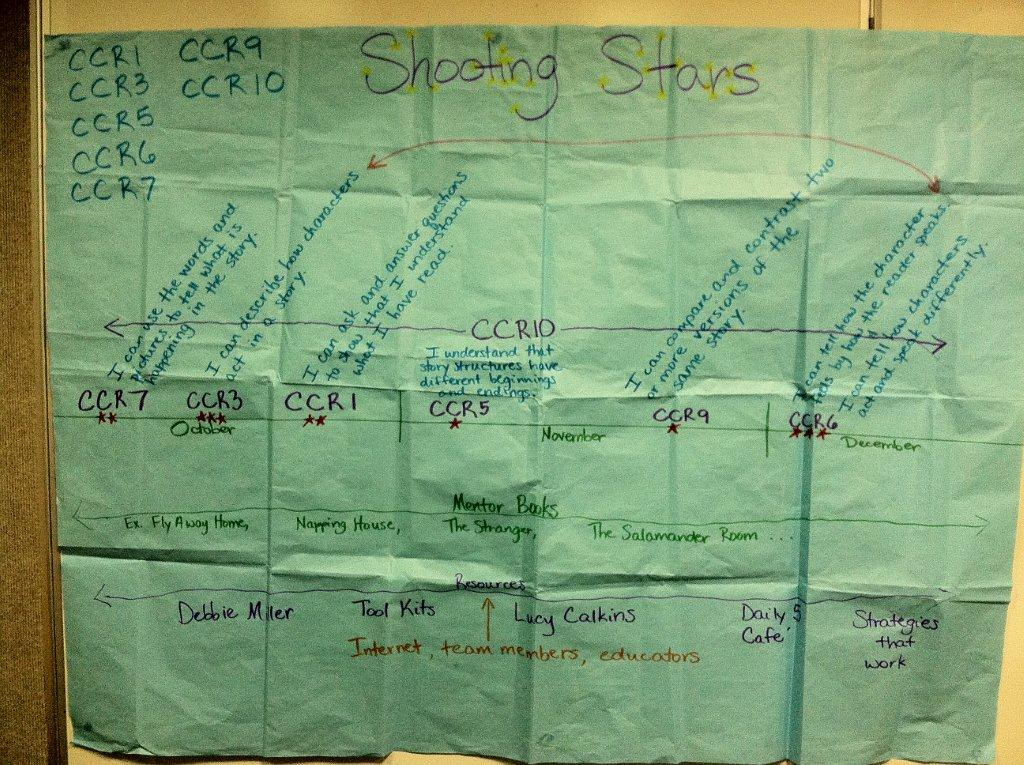 Shooting Stars
CCR1 CCR9
CCR3 CCR10
CCR5
CCR6
CCR7
I can use the words and
pictures to tell what is
happening in the story.
I can describe how characters
act in a story.
I can ask and answer questions
to show that I understand
what I have read.
I can compare and contrast two
or more versions of the
same story.
I can tell how the character
by how the reader speaks.
I can tell how characters
act and speak differently.
CCR10
I understand that
story structures have
different beginnings
and endings.
CCR7 CCR3 CCR1 CCR5 CCR9 CCR6
October November December
Mentor Books
Ex. Fly Away Home, Napping House, The Stranger, The Salamander Room ...
Resources
Debbie Miller Tool Kits Lucy Calkins Daily 5 Strategies
Cafe' that
work
Internet, team members, educators